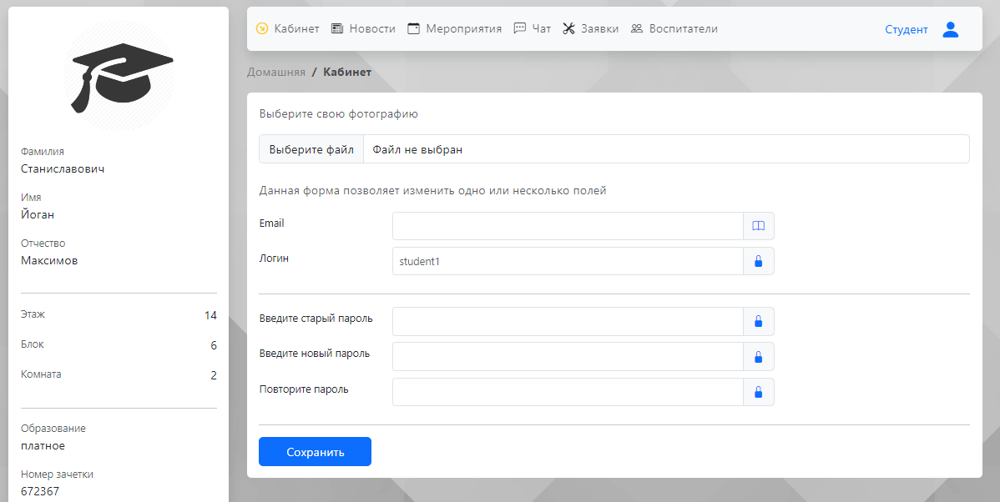 Кабинет Новости Мероприятия Чат Заявки Воспитатели Студент
Домашняя / Кабинет
Фамилия
Станиславович
Имя
Йоган
Отчество
Максимов
Этаж 14
Блок 6
Комната 2
Образование
платное
Номер зачетки
672367
Выберите свою фотографию
Выберите файл Файл не выбран
Данная форма позволяет изменить одно или несколько полей
Email
Логин student1
Введите старый пароль
Введите новый пароль
Повторите пароль
Сохранить